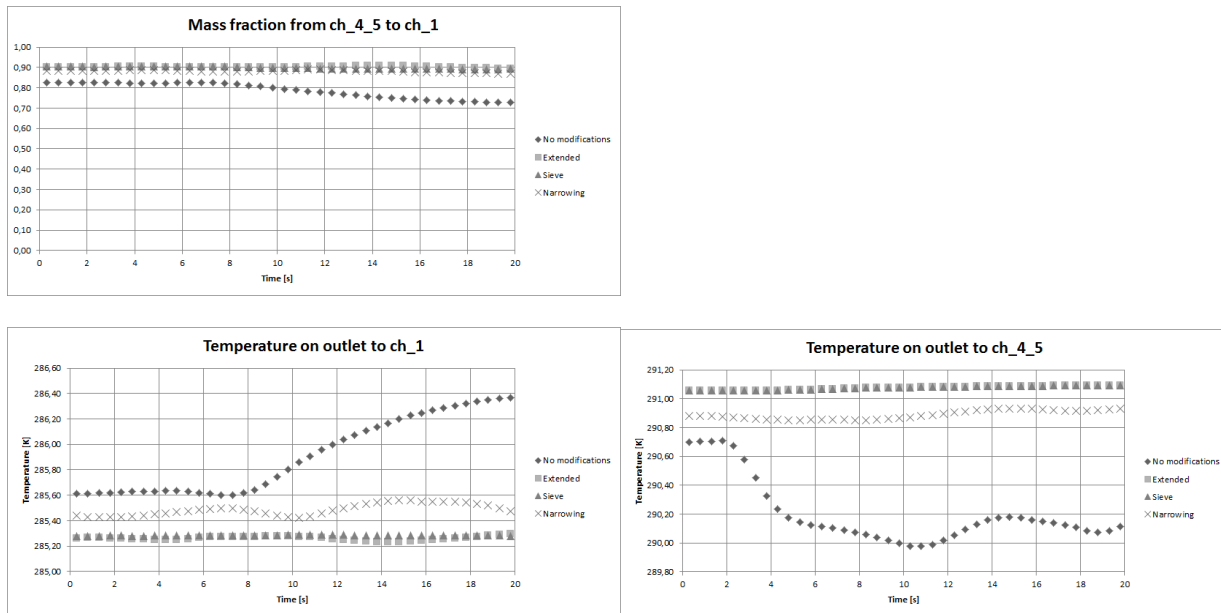 Mass fraction from ch_4_5 to ch_1
1,00
0,90
0,80
0,70
0,60
0,50
0,40
0,30
0,20
0,10
0,00
0 2 4 6 8 10 12 14 16 18 20
Time [s]
No modifications
Extended
Sieve
Narrowing
Temperature on outlet to ch_1
286,60
286,40
286,20
286,00
285,80
285,60
285,40
285,20
285,00
Temperature [K]
0 2 4 6 8 10 12 14 16 18 20
Time [s]
No modifications
Extended
Sieve
Narrowing
Temperature on outlet to ch_4_5
291,20
291,00
290,80
290,60
290,40
290,20
290,00
289,80
Temperature [K]
0 2 4 6 8 10 12 14 16 18 20
Time [s]
No modifications
Extended
Sieve
Narrowing